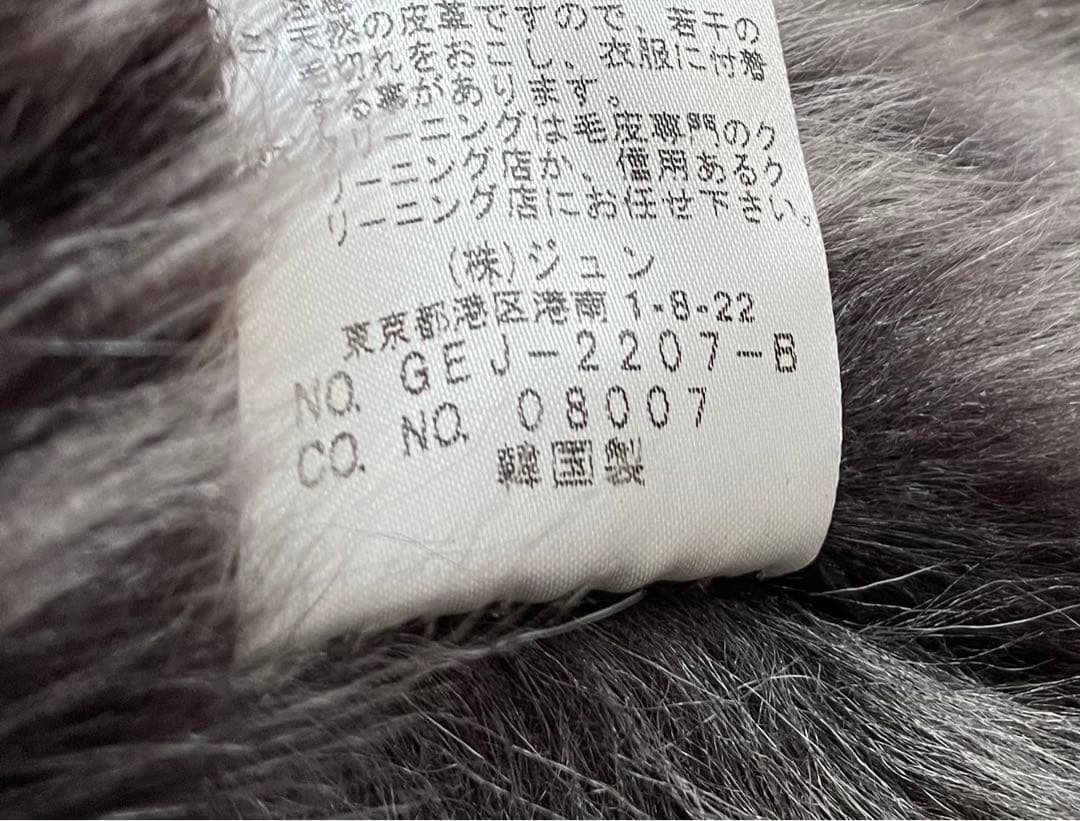 天然の皮革ですので、若干の
毛切れをおこし、衣服に付着
する事があります。
クリーニングは毛皮専門のク
リーニング店か、信用あるク
リーニング店にお任せ下さい。
(株)ジュン
東京都港区港南 1-8-22
NO. GEJ-2207-B
CO. NO. 08007
韓国製